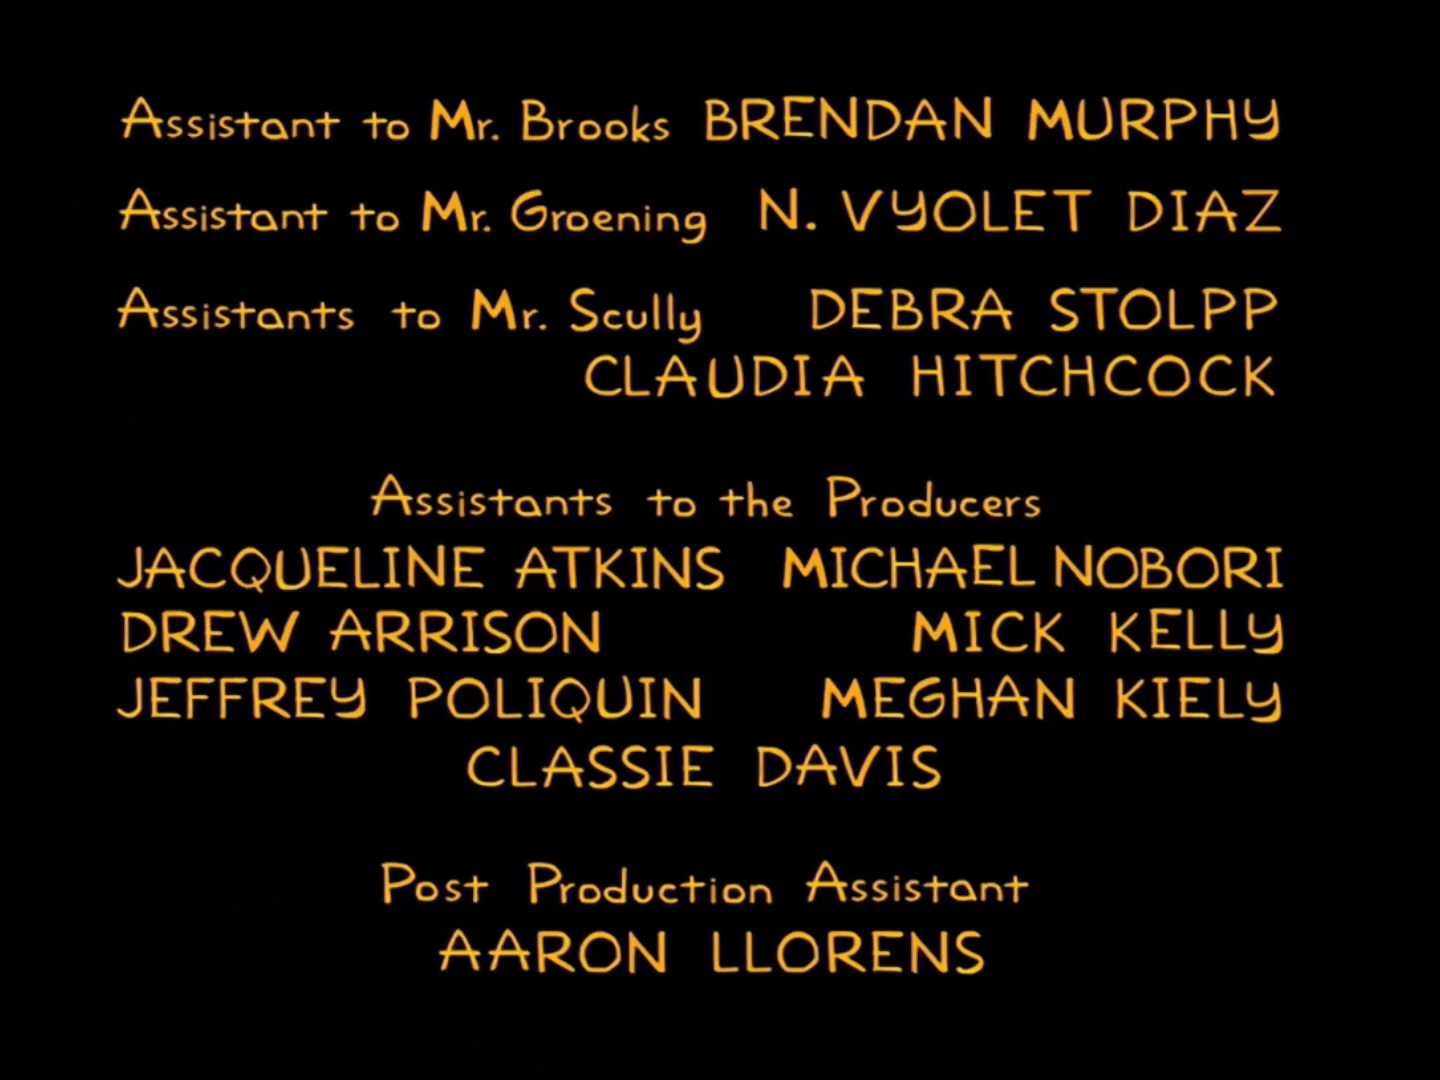 Assistant to Mr. Brooks BRENDAN MURPHY
Assistant to Mr. Groening N. VYOLET DIAZ
Assistants to Mr. Scully DEBRA STOLPP
CLAUDIA HITCHCOCK
Assistants to the Producers
JACQUELINE ATKINS MICHAEL NOBORI
DREW ARRISON MICK KELLY
JEFFREY POLIQUIN MEGHAN KIELY
CLASSIE DAVIS
Post Production Assistant
AARON LLORENS